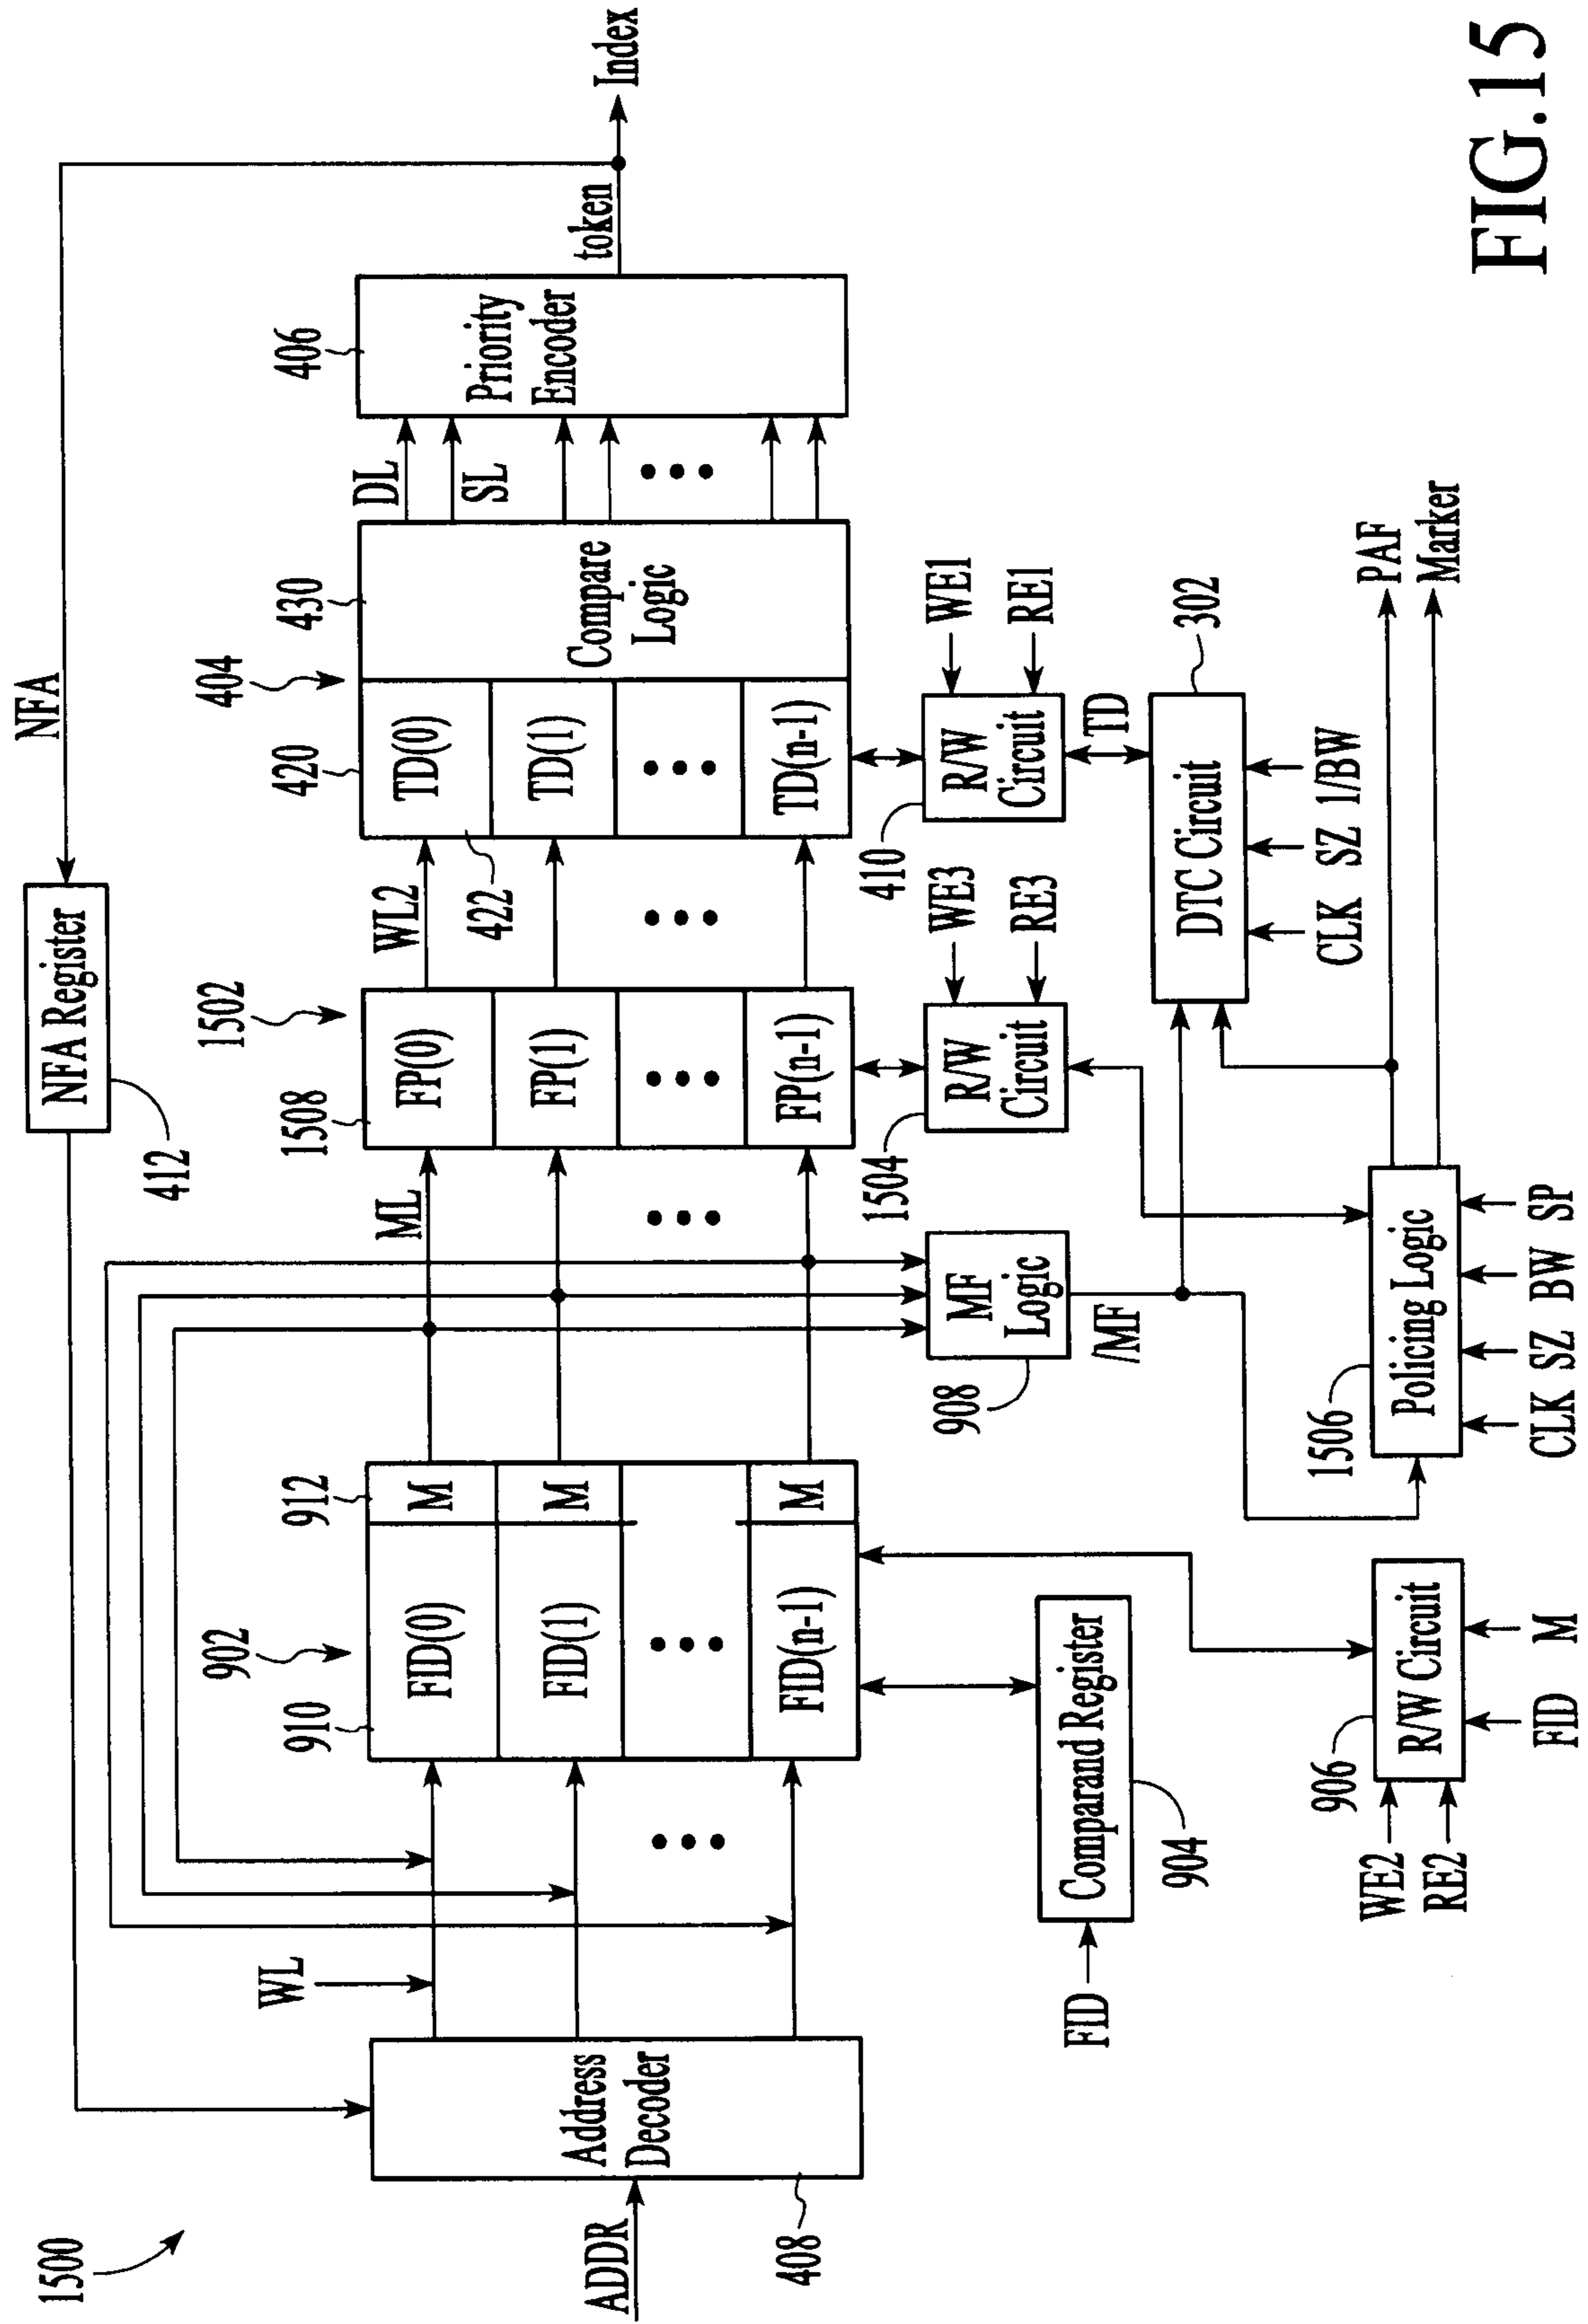 1500
ADDR
408
Address
Decoder
WL
NFA Register
412
NFA
902
910
912
FID(0)
M
FID(1)
M
FID(n-1)
M
ML
1502
1508
FP(0)
FP(1)
FP(n-1)
WL2
422
404
420
430
TD(0)
TD(1)
TD(n-1)
Compare
Logic
DL
SL
406
Priority
Encoder
token
Index
FID
Comparand Register
904
WE2
RE2
906
R/W Circuit
FID
M
MF
Logic
908
/MF
1504
R/W
Circuit
WE3
RE3
410
R/W
Circuit
WE1
RE1
TD
302
DTC Circuit
CLK
SZ
1/BW
1506
Policing Logic
CLK
SZ
BW
SP
PAF
Marker
FIG.15